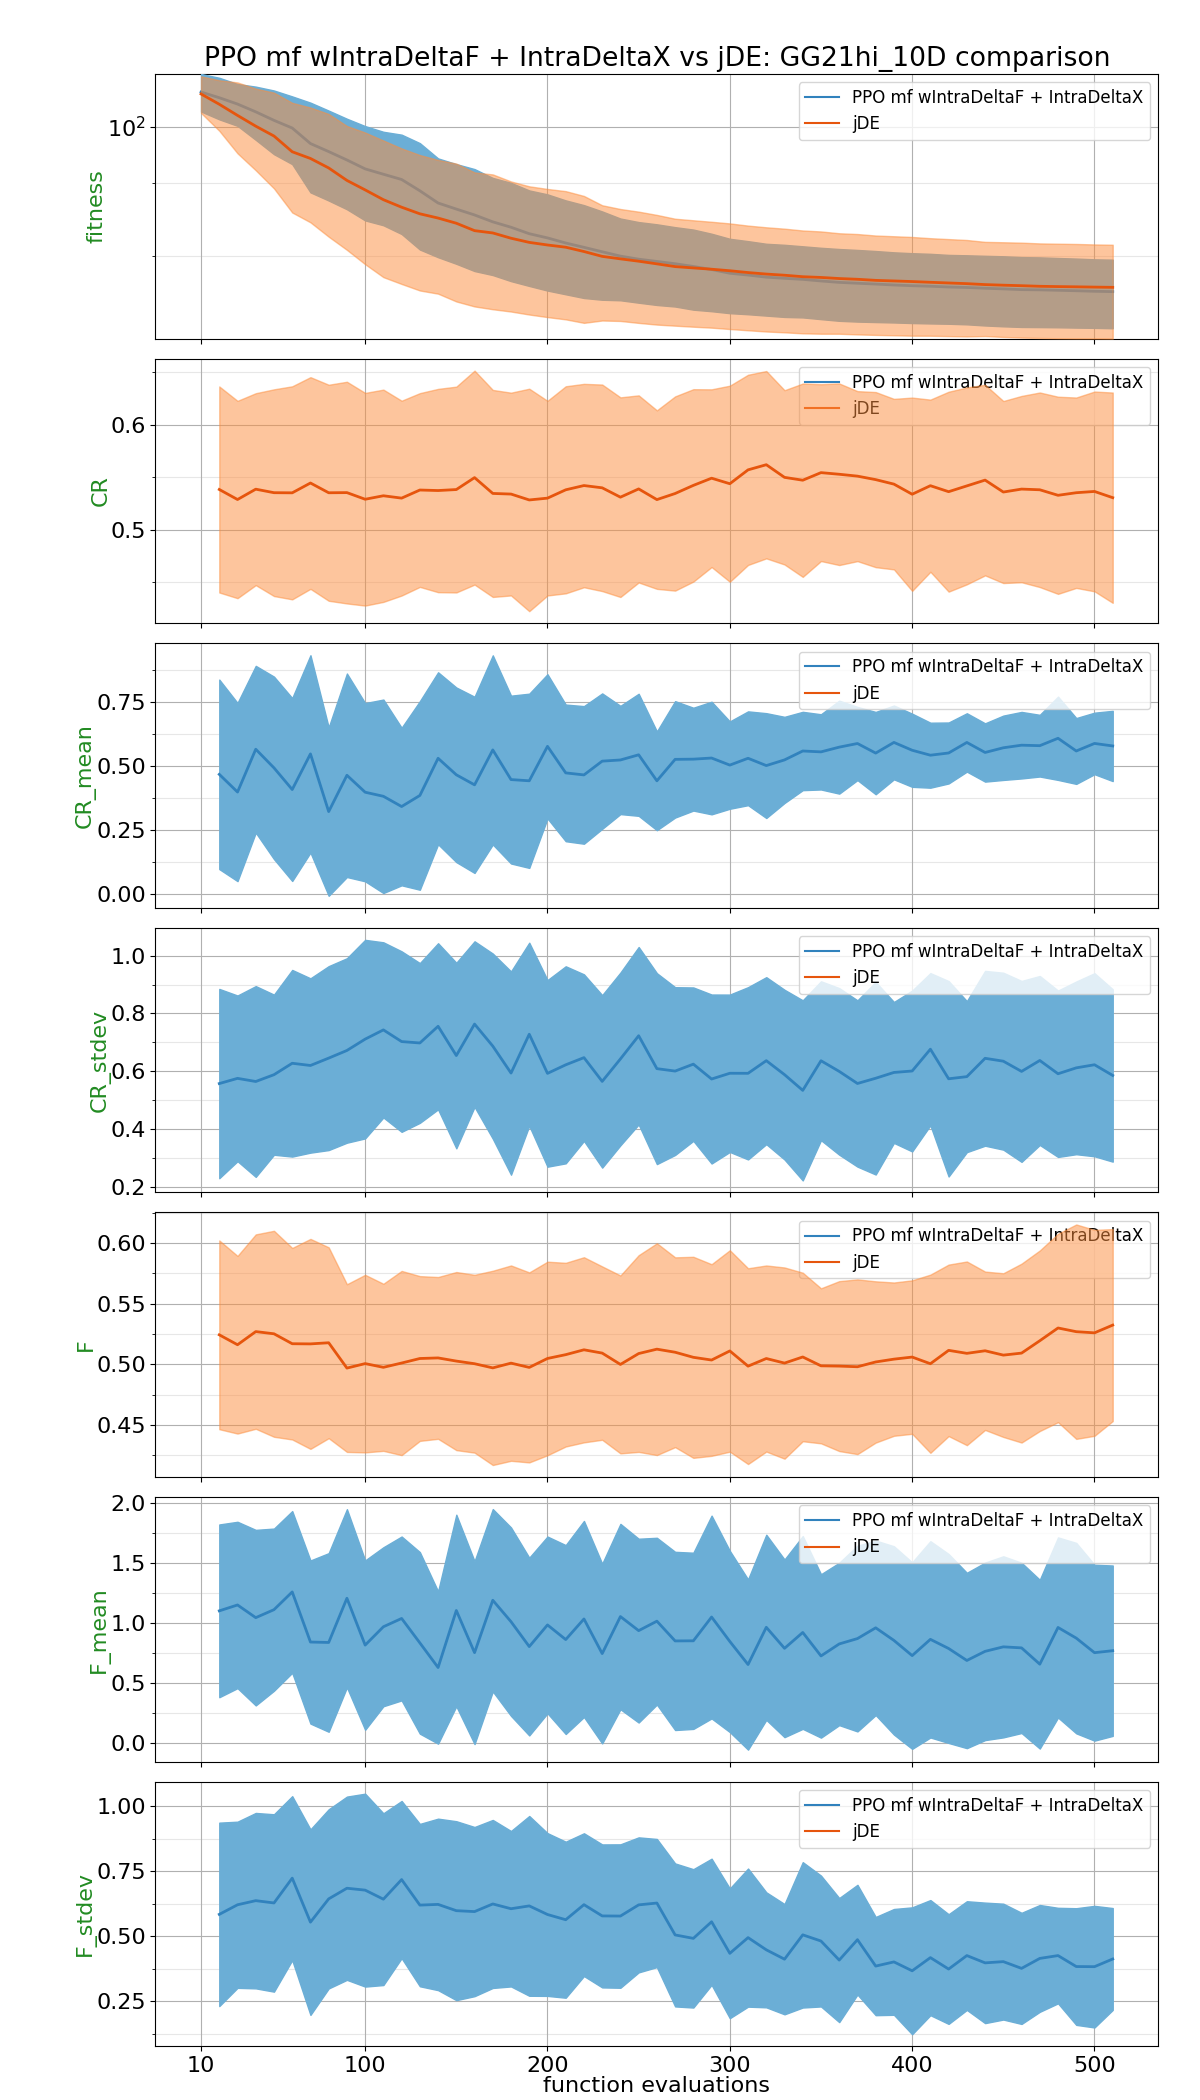 PPO mf wIntraDeltaF + IntraDeltaX vs jDE: GG21hi_10D comparison
PPO mf wIntraDeltaF + IntraDeltaX
jDE
10²
fitness
PPO mf wIntraDeltaF + IntraDeltaX
jDE
0.6
0.5
CR
PPO mf wIntraDeltaF + IntraDeltaX
jDE
0.75
0.50
0.25
0.00
CR_mean
PPO mf wIntraDeltaF + IntraDeltaX
jDE
1.0
0.8
0.6
0.4
0.2
CR_stdev
PPO mf wIntraDeltaF + IntraDeltaX
jDE
0.60
0.55
0.50
0.45
F
PPO mf wIntraDeltaF + IntraDeltaX
jDE
2.0
1.5
1.0
0.5
0.0
F_mean
PPO mf wIntraDeltaF + IntraDeltaX
jDE
1.00
0.75
0.50
0.25
F_stdev
10 100 200 300 400 500
function evaluations